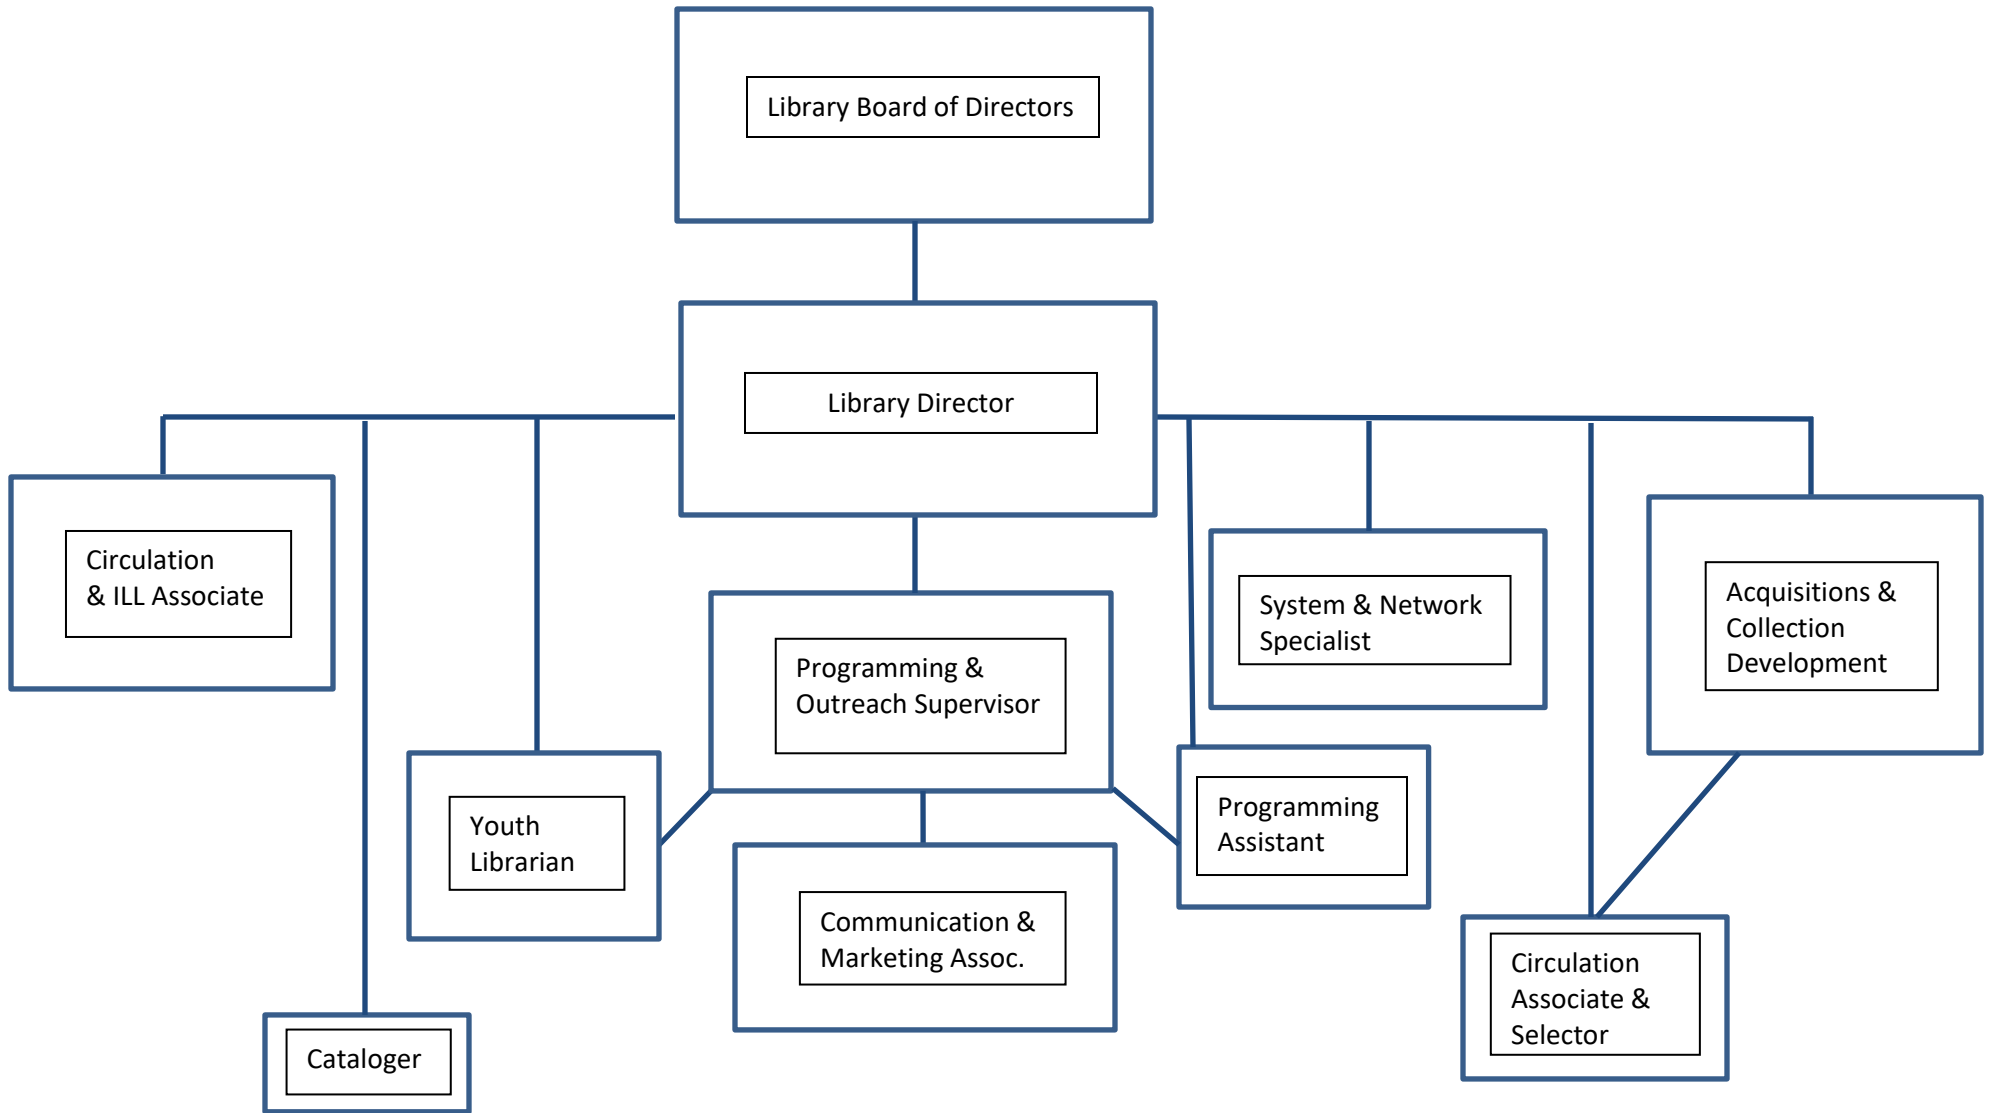 Library Board of Directors
Library Director
Circulation
& ILL Associate
Programming &
Outreach Supervisor
System & Network
Specialist
Acquisitions &
Collection
Development
Youth
Librarian
Programming
Assistant
Communication &
Marketing Assoc.
Circulation
Associate &
Selector
Cataloger